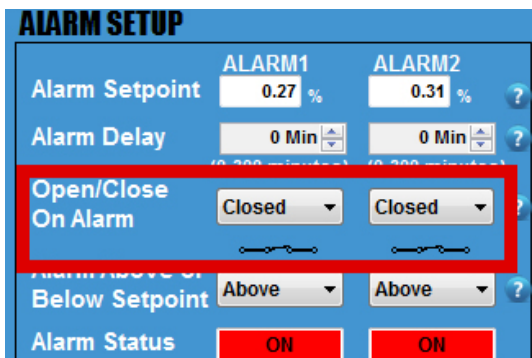 ALARM SETUP
ALARM1 ALARM2
Alarm Setpoint 0.27 % 0.31 % ?
Alarm Delay 0 Min 0 Min ?
Open/Close
On Alarm Closed Closed ?
Below Setpoint Above Above ?
Alarm Status ON ON